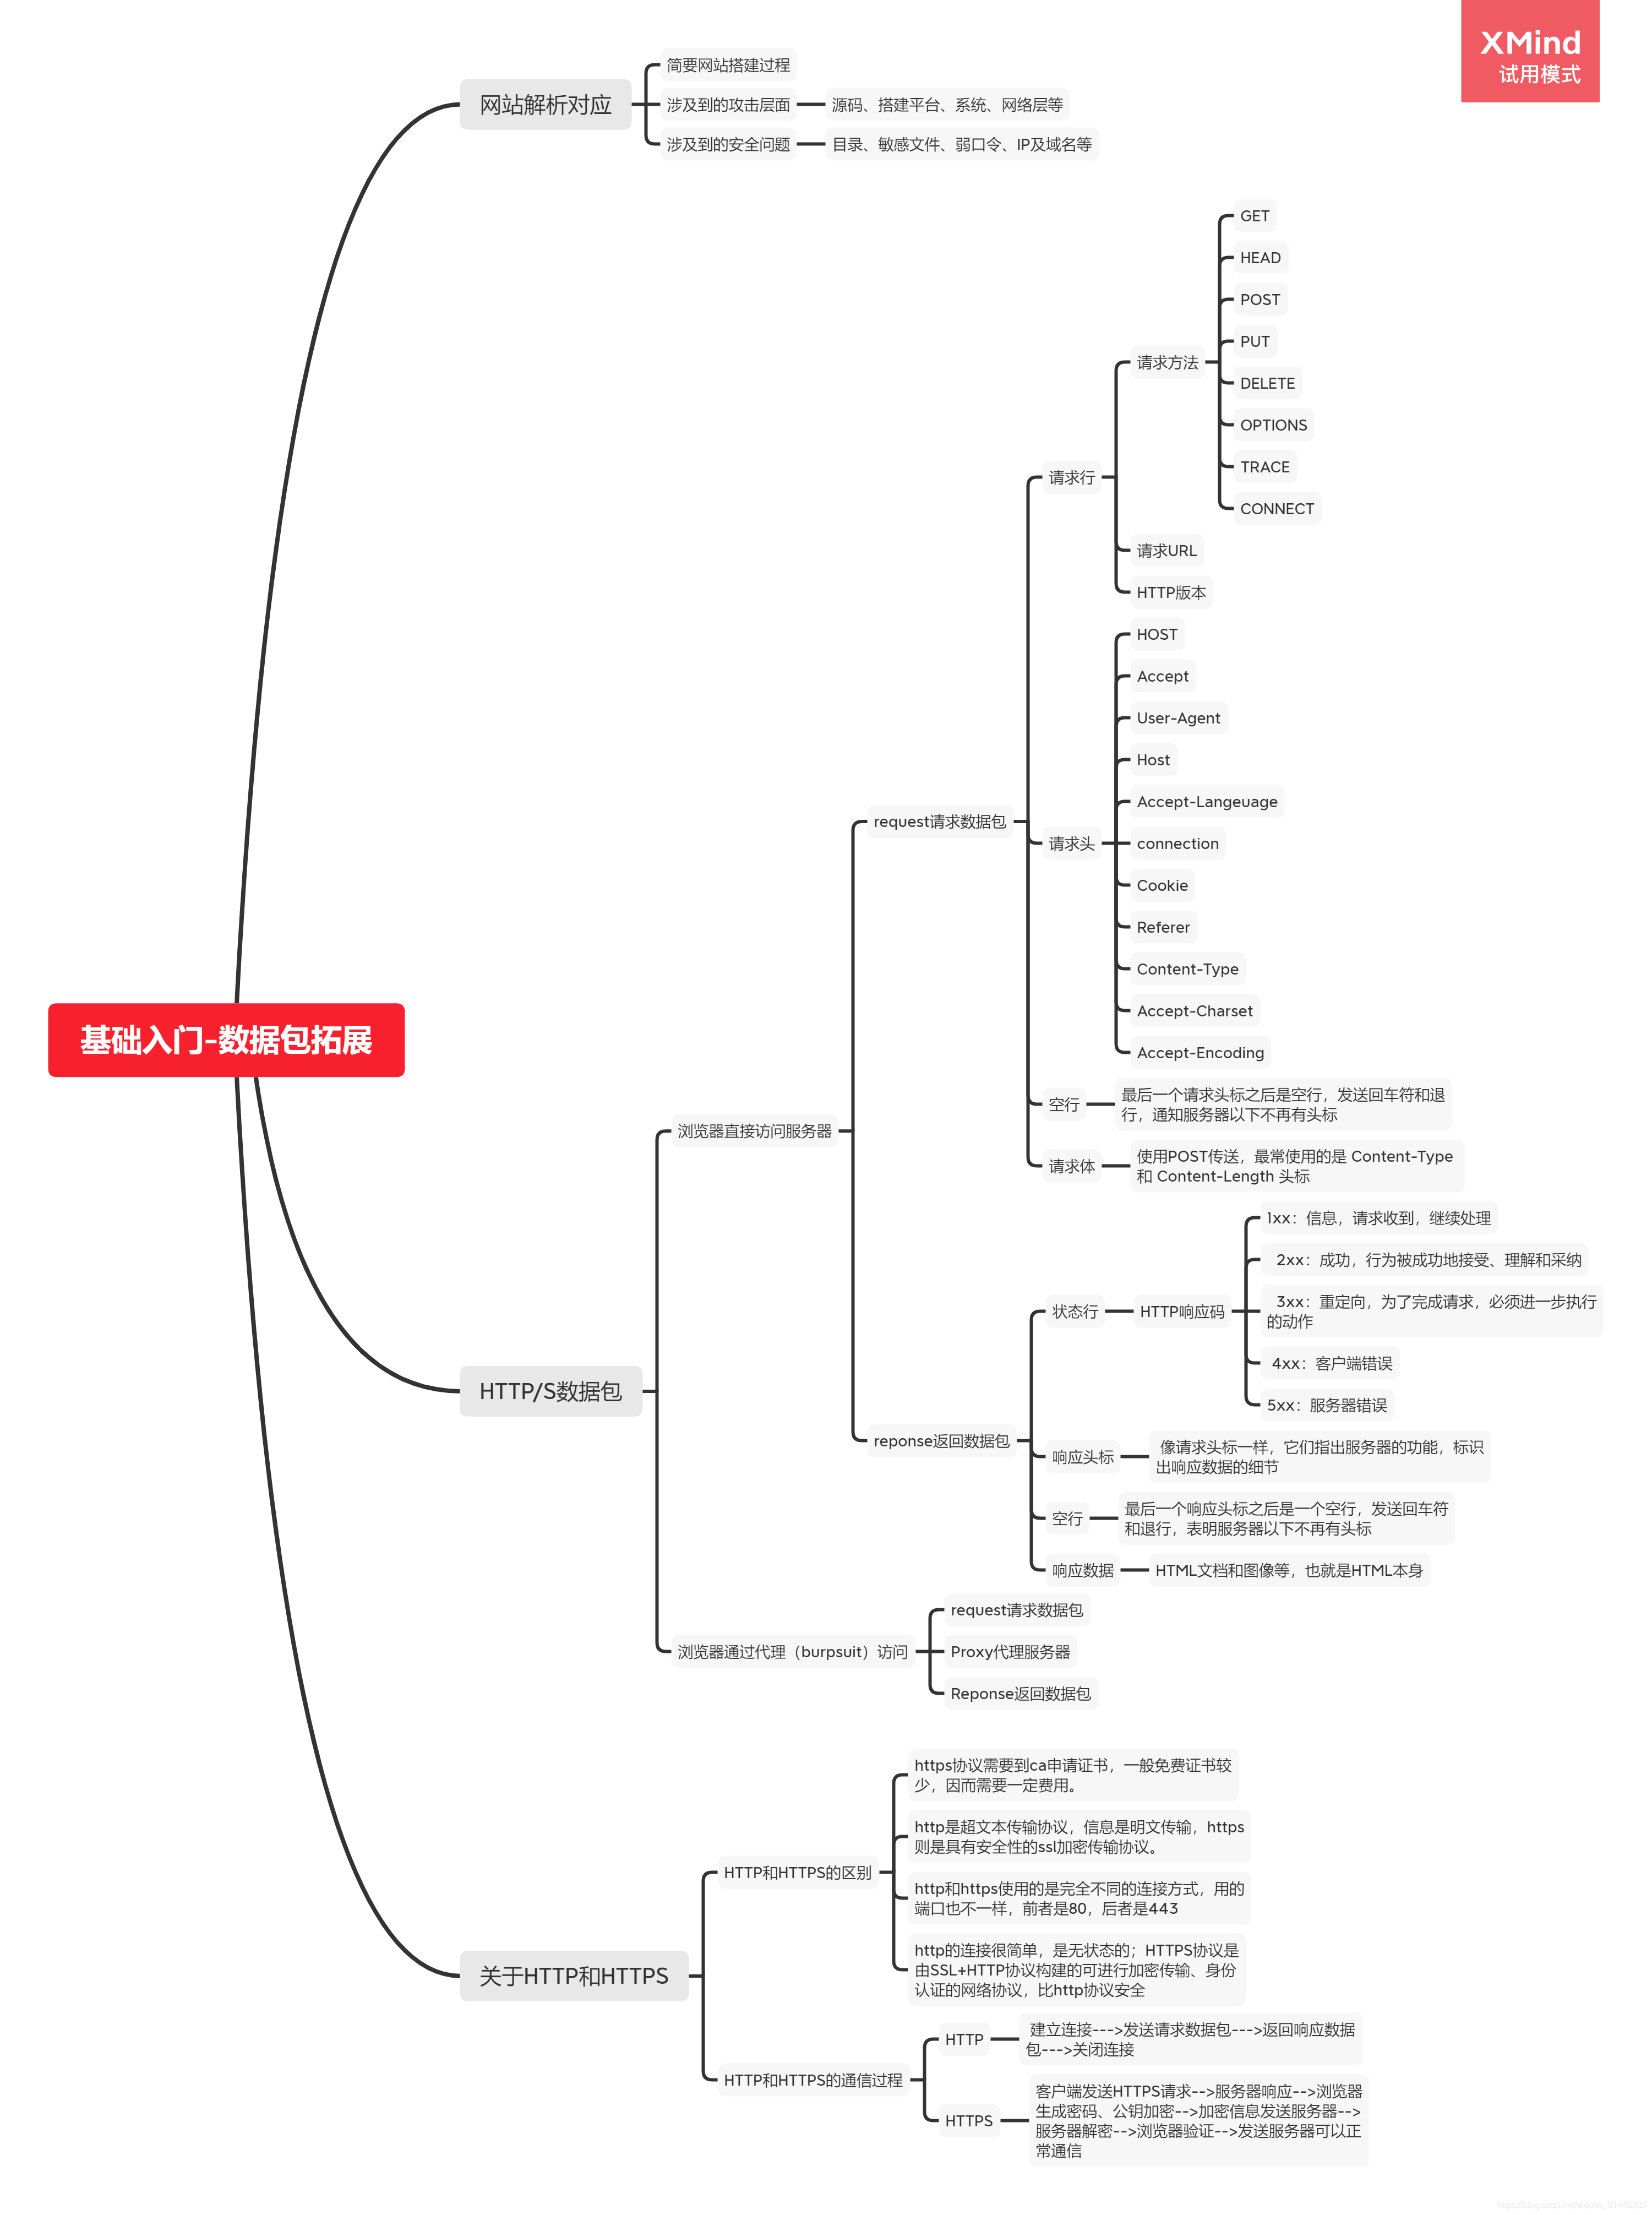 XMind
试用模式
简要网站搭建过程
网站解析对应
涉及到的攻击层面
源码、搭建平台、系统、网络层等
涉及到的安全问题
目录、敏感文件、弱口令、IP及域名等
GET
HEAD
POST
PUT
请求方法
DELETE
OPTIONS
TRACE
CONNECT
请求行
请求URL
HTTP版本
HOST
Accept
User-Agent
Host
Accept-Langeuage
request请求数据包
请求头
connection
Cookie
Referer
Content-Type
Accept-Charset
Accept-Encoding
基础入门-数据包拓展
空行
最后一个请求头标之后是空行，发送回车符和退
行，通知服务器以下不再有头标
浏览器直接访问服务器
请求体
使用POST传送，最常使用的是 Content-Type
和 Content-Length 头标
1xx：信息，请求收到，继续处理
2xx：成功，行为被成功地接受、理解和采纳
状态行
HTTP响应码
3xx：重定向，为了完成请求，必须进一步执行
的动作
4xx：客户端错误
5xx：服务器错误
HTTP/S数据包
reponse返回数据包
响应头标
像请求头标一样，它们指出服务器的功能，标识
出响应数据的细节
空行
最后一个响应头标之后是一个空行，发送回车符
和退行，表明服务器以下不再有头标
响应数据
HTML文档和图像等，也就是HTML本身
request请求数据包
浏览器通过代理（burpsuit）访问
Proxy代理服务器
Reponse返回数据包
https协议需要到ca申请证书，一般免费证书较
少，因而需要一定费用。
http是超文本传输协议，信息是明文传输，https
则是具有安全性的ssl加密传输协议。
HTTP和HTTPS的区别
http和https使用的是完全不同的连接方式，用的
端口也不一样，前者是80，后者是443
http的连接很简单，是无状态的；HTTPS协议是
由SSL+HTTP协议构建的可进行加密传输、身份
认证的网络协议，比http协议安全
关于HTTP和HTTPS
HTTP
建立连接--->发送请求数据包--->返回响应数据
包--->关闭连接
HTTP和HTTPS的通信过程
HTTPS
客户端发送HTTPS请求-->服务器响应-->浏览器
生成密码、公钥加密-->加密信息发送服务器-->
服务器解密-->浏览器验证-->发送服务器可以正
常通信